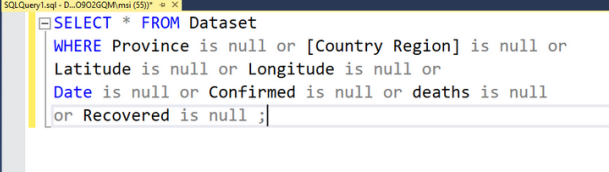 SQLQuery1.sql - D...O9O2GQM\msi (55))*
SELECT * FROM Dataset
WHERE Province is null or [Country Region] is null or
Latitude is null or Longitude is null or
Date is null or Confirmed is null or deaths is null
or Recovered is null ;